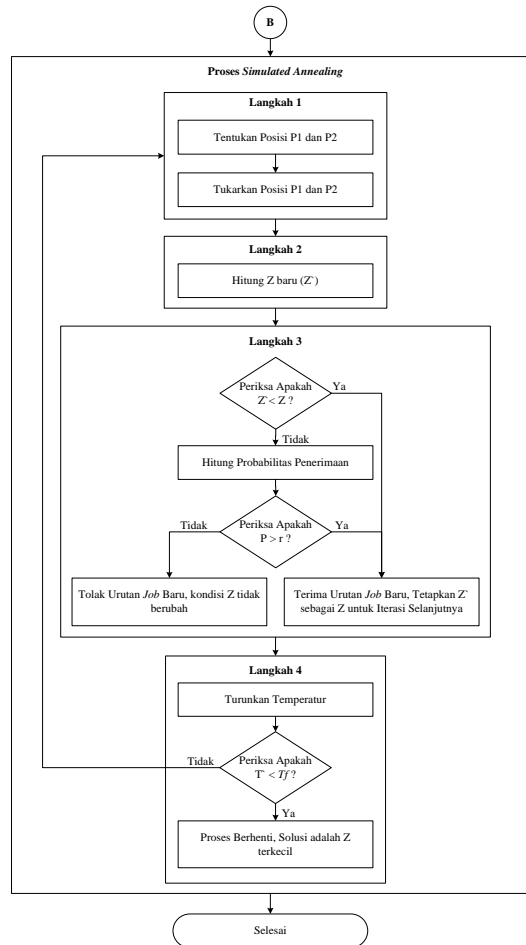 B
Proses Simulated Annealing
Langkah 1
Tentukan Posisi P1 dan P2
Tukarkan Posisi P1 dan P2
Langkah 2
Hitung Z baru (Z`)
Langkah 3
Periksa Apakah
Z`< Z ?
Ya
Tidak
Hitung Probabilitas Penerimaan
Periksa Apakah
P > r ?
Tidak
Ya
Tolak Urutan Job Baru, kondisi Z tidak
berubah
Terima Urutan Job Baru, Tetapkan Z`
sebagai Z untuk Iterasi Selanjutnya
Langkah 4
Turunkan Temperatur
Periksa Apakah
T` < Tf ?
Tidak
Ya
Proses Berhenti, Solusi adalah Z
terkecil
Selesai